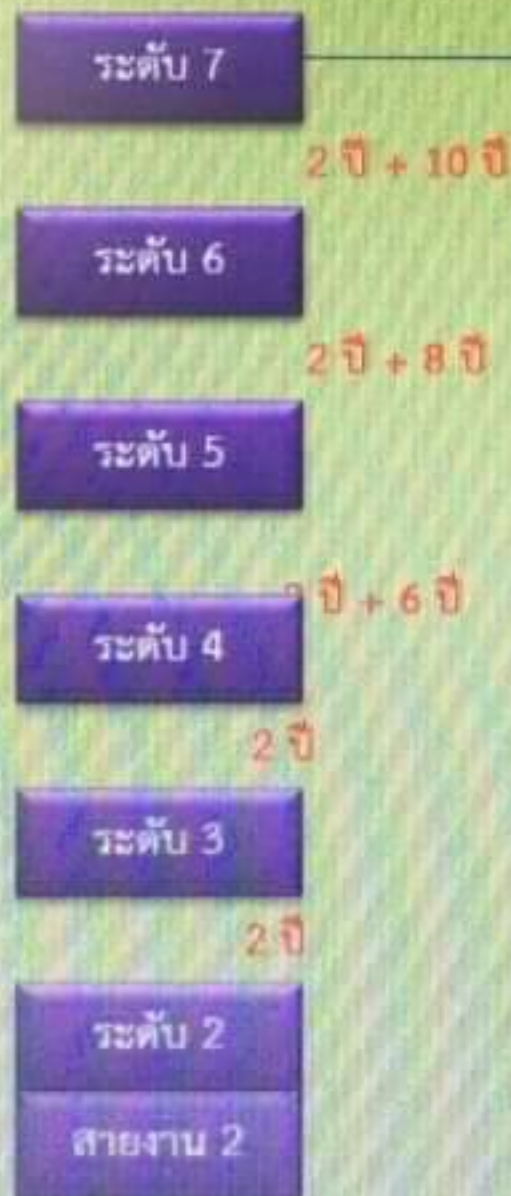 ระดับ 7
2 ปี + 10 ปี
ระดับ 6
2 ปี + 8 ปี
ระดับ 5
ปี + 6 ปี
ระดับ 4
2 ปี
ระดับ 3
2 ปี
ระดับ 2
สายงาน 2